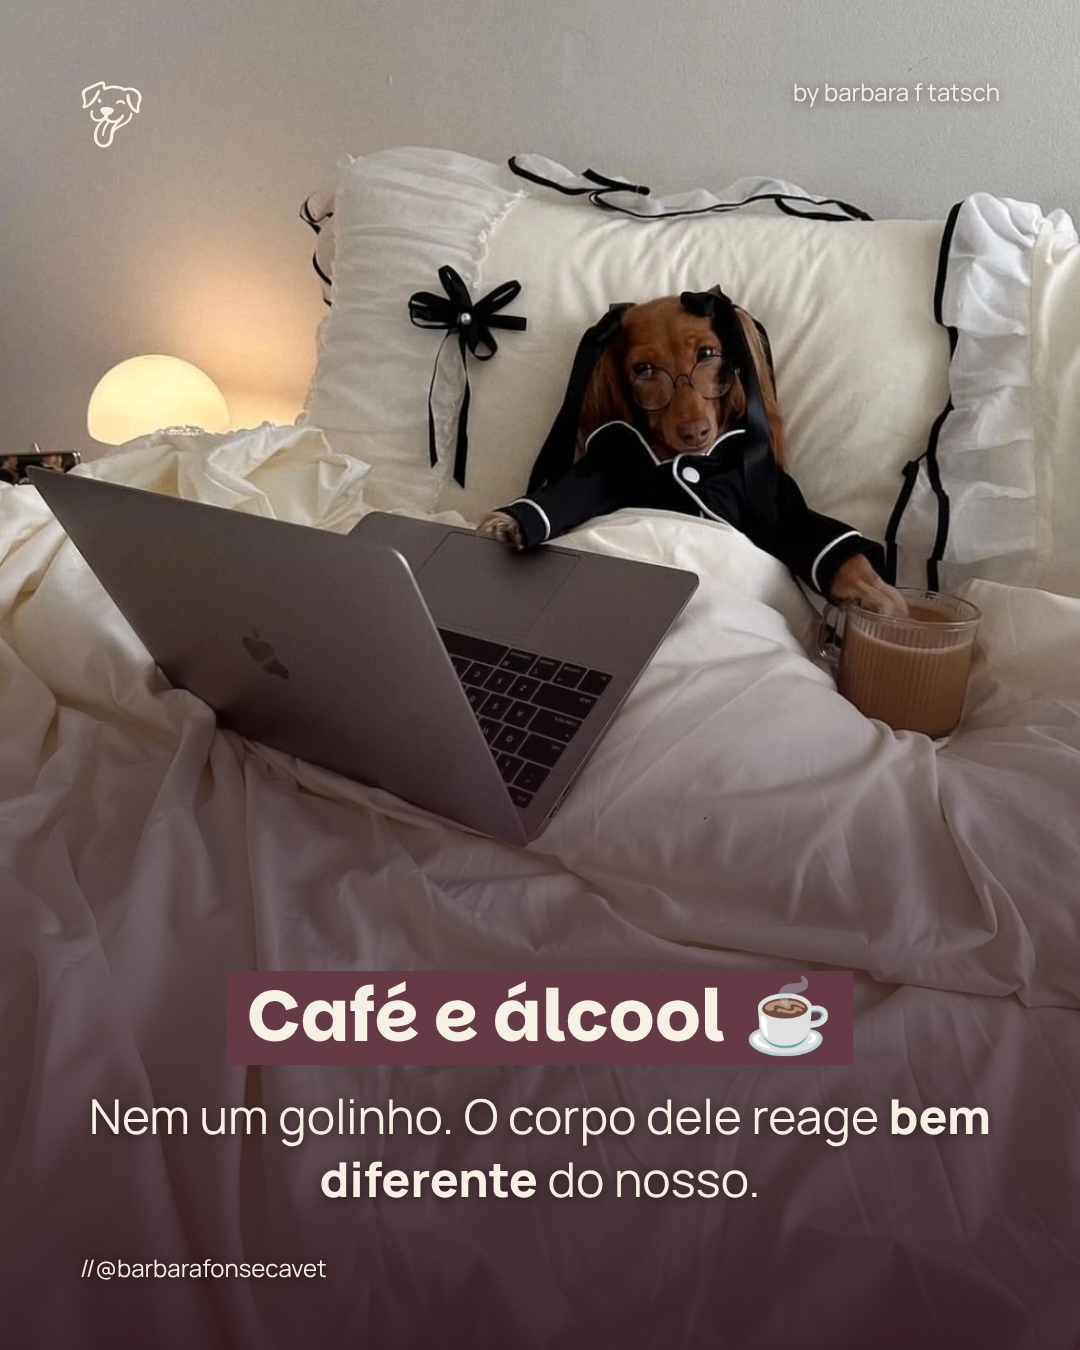 by barbara f tatsch
Café e álcool ☕
Nem um golinho. O corpo dele reage bem
diferente do nosso.
//@barbarafonsecavet